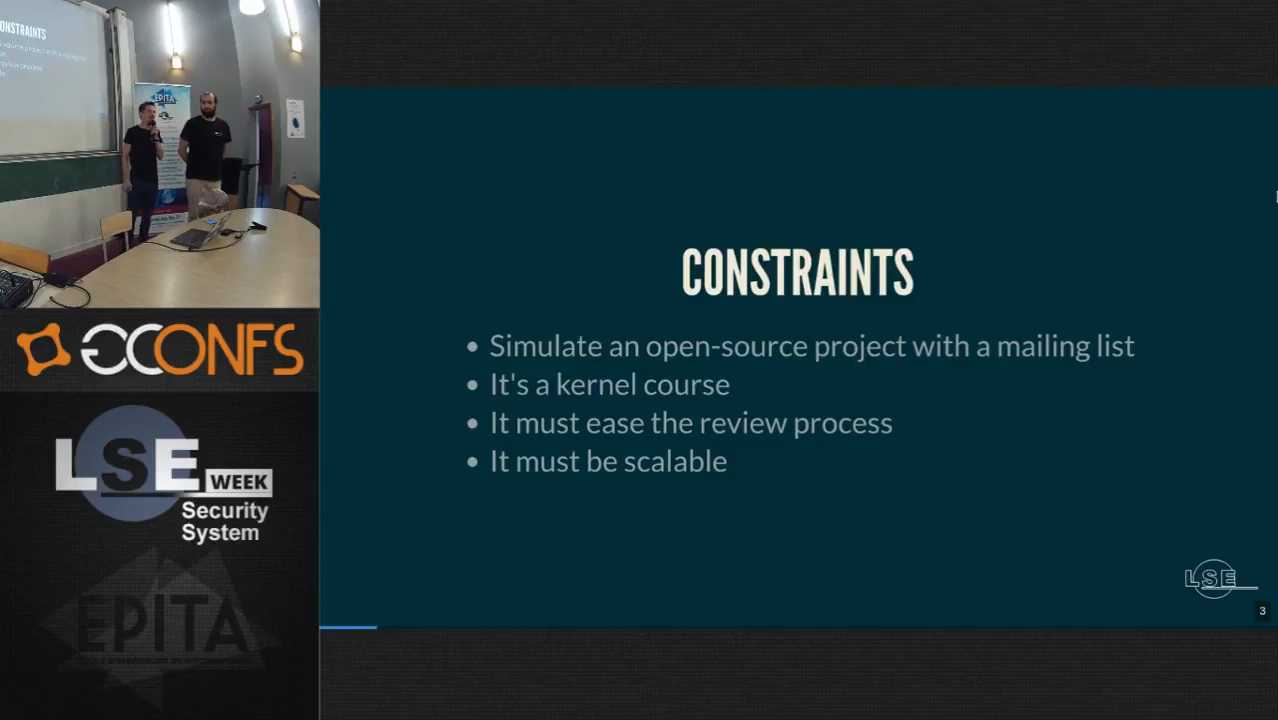 CONSTRAINTS
EPITA
GCONFS
LSE WEEK
Security
System
EPITA
CONSTRAINTS
• Simulate an open-source project with a mailing list
• It's a kernel course
• It must ease the review process
• It must be scalable
LSE
3